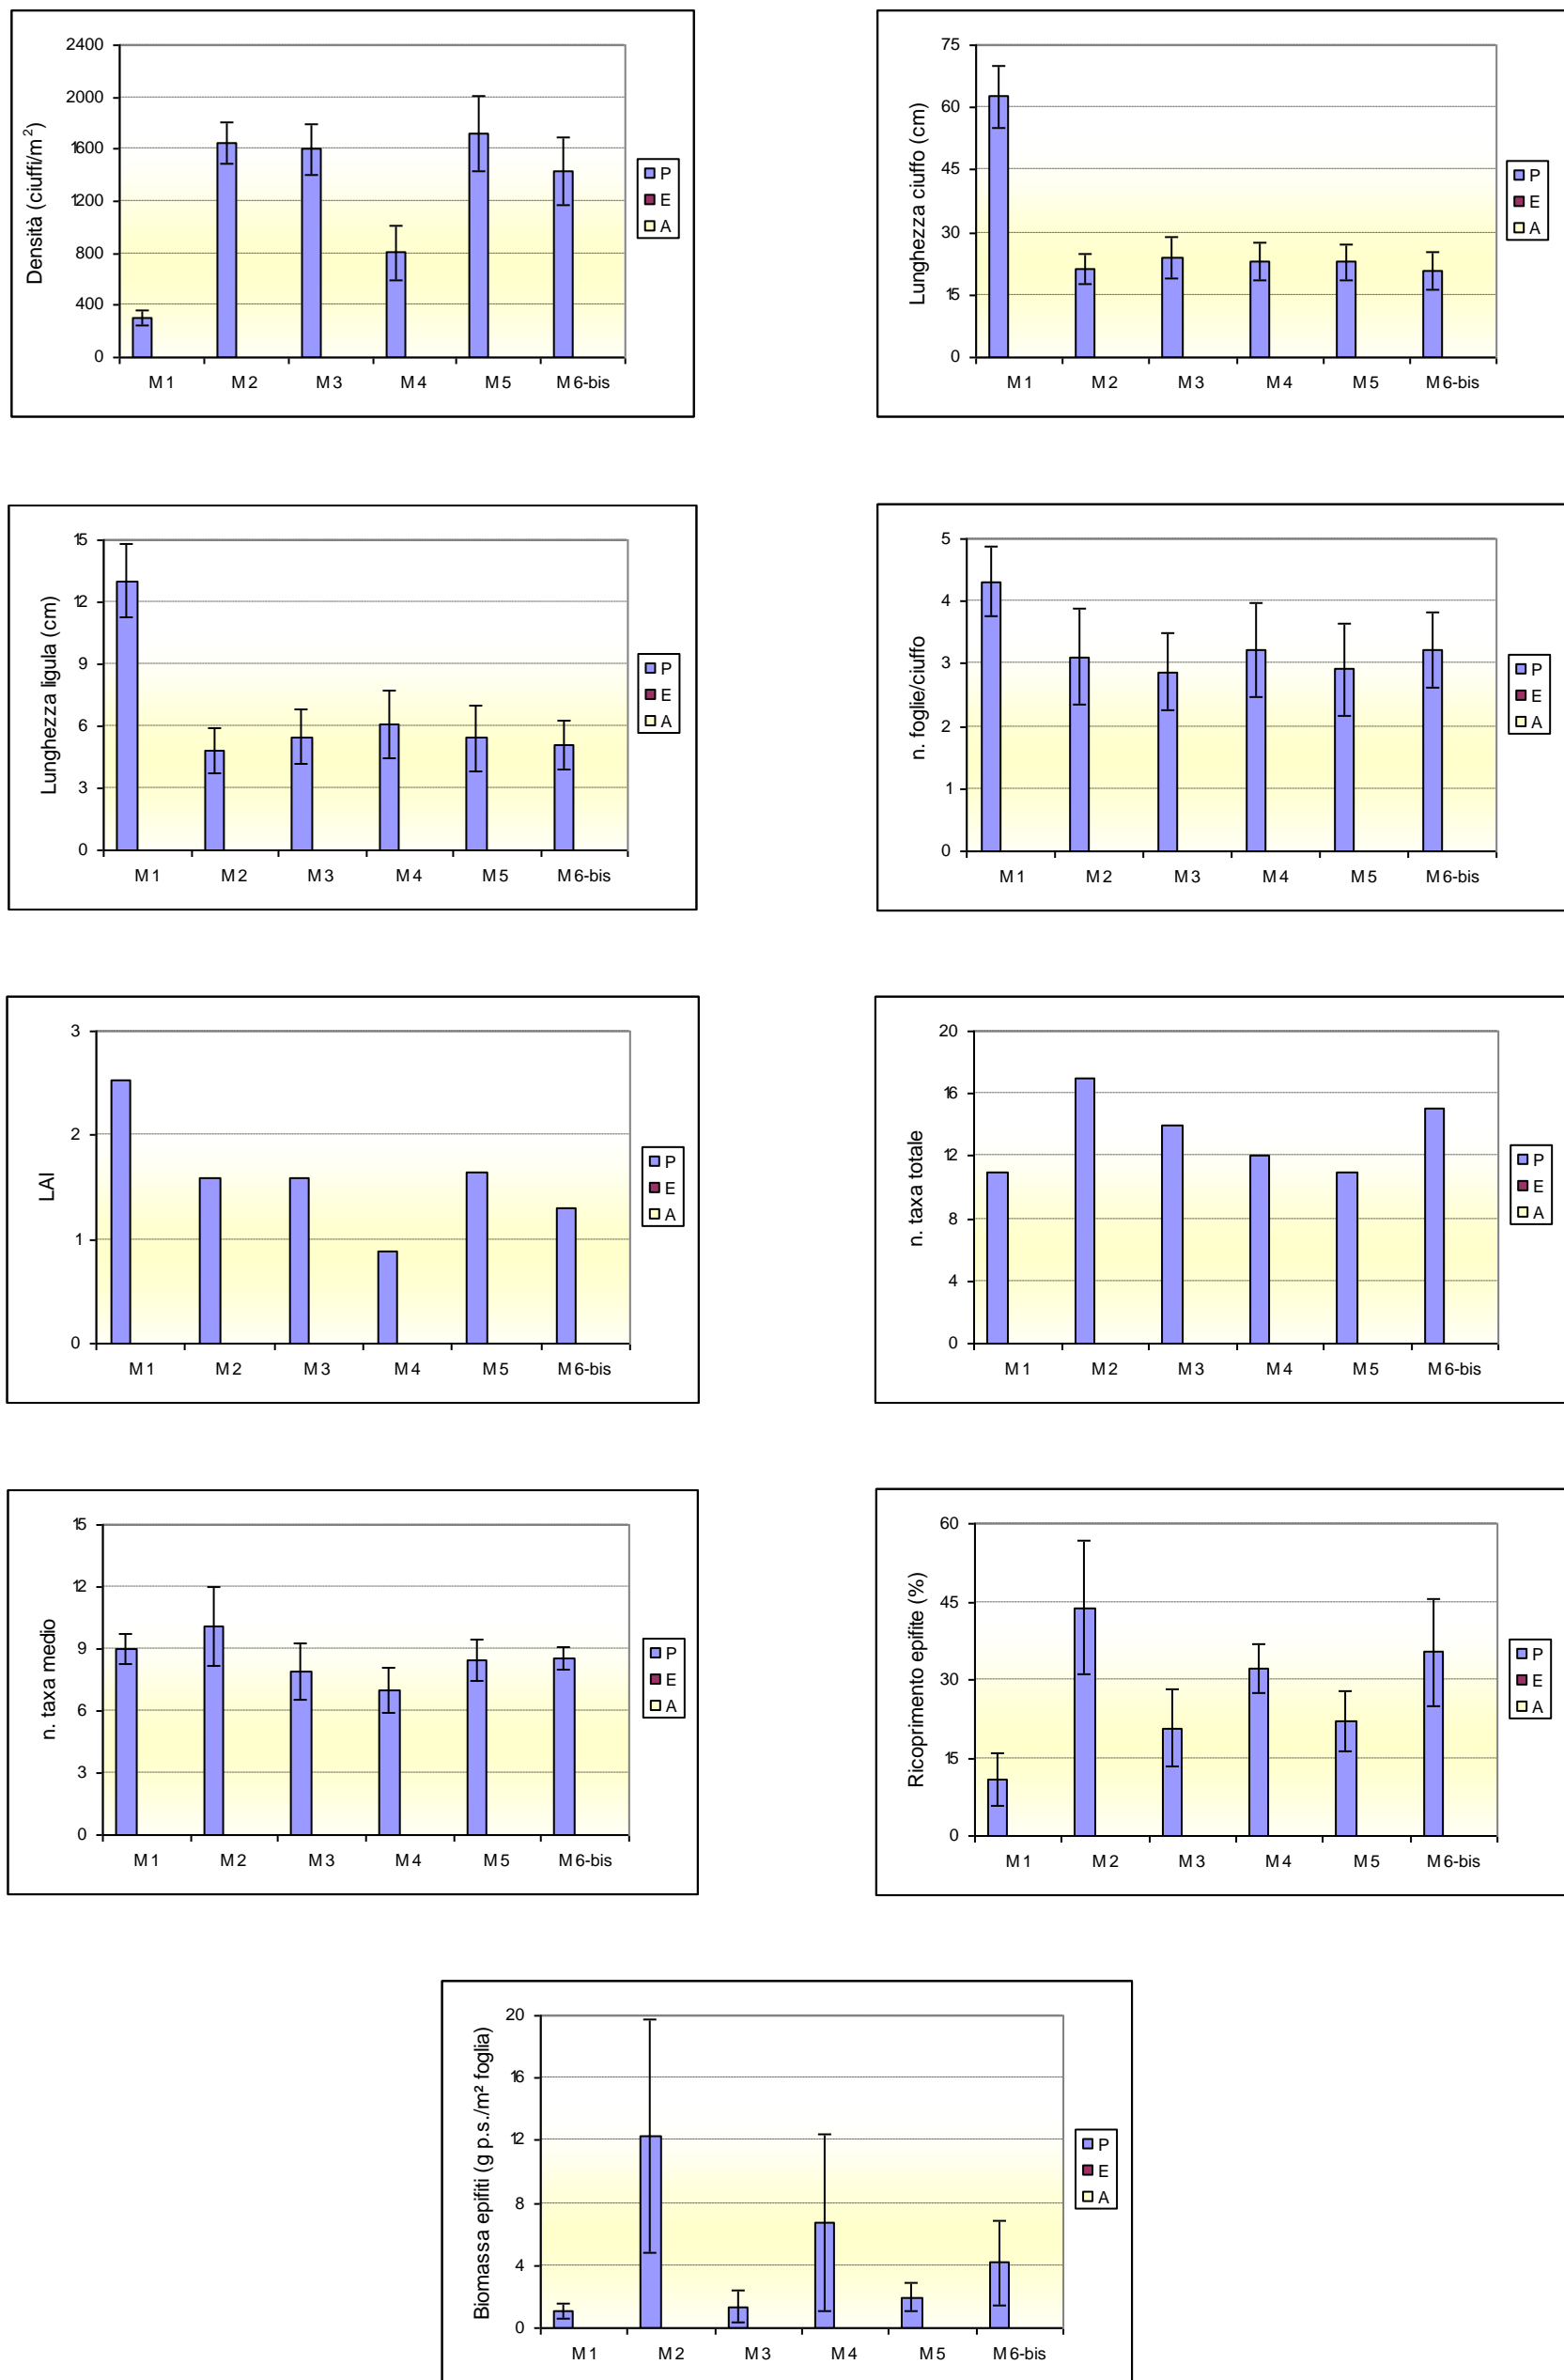 Densità (ciuffi/m²)
2400
2000
1600
1200
800
400
0
M1 M2 M3 M4 M5 M6-bis
P
E
A
Lunghezza ciuffo (cm)
75
60
45
30
15
0
M1 M2 M3 M4 M5 M6-bis
P
E
A
Lunghezza ligula (cm)
15
12
9
6
3
0
M1 M2 M3 M4 M5 M6-bis
P
E
A
n. foglie/ciuffo
5
4
3
2
1
0
M1 M2 M3 M4 M5 M6-bis
P
E
A
LAI
3
2
1
0
M1 M2 M3 M4 M5 M6-bis
P
E
A
n. taxa totale
20
16
12
8
4
0
M1 M2 M3 M4 M5 M6-bis
P
E
A
n. taxa medio
15
12
9
6
3
0
M1 M2 M3 M4 M5 M6-bis
P
E
A
Ricoprimento epifite (%)
60
45
30
15
0
M1 M2 M3 M4 M5 M6-bis
P
E
A
Biomassa epifiti (g p.s./m² foglia)
20
16
12
8
4
0
M1 M2 M3 M4 M5 M6-bis
P
E
A